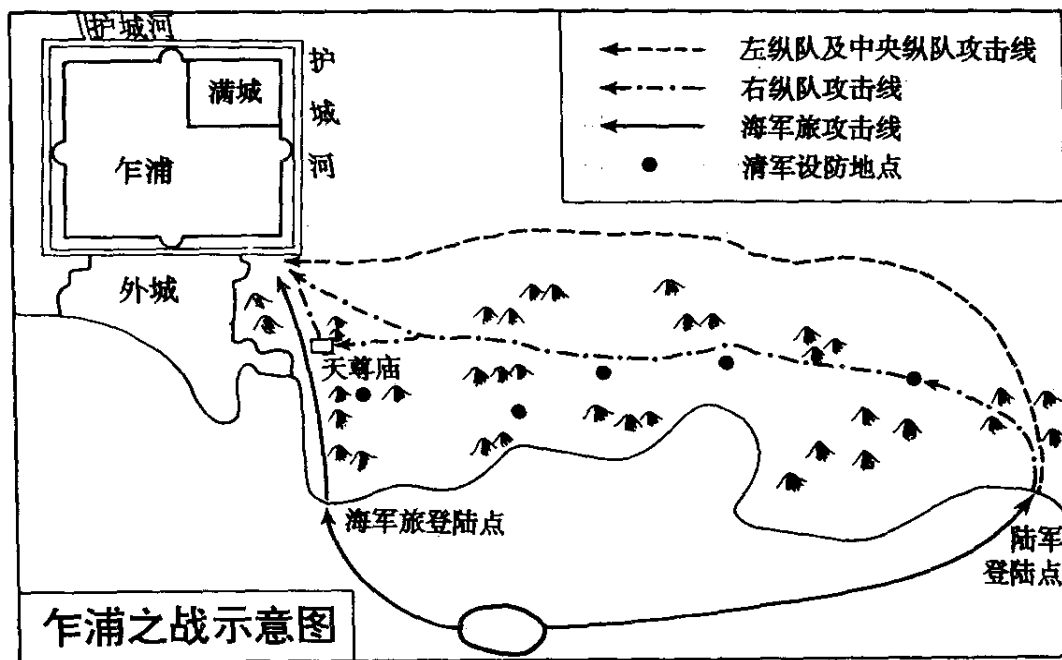 护城河
护城河
满城
乍浦
外城
左纵队及中央纵队攻击线
右纵队攻击线
海军旅攻击线
清军设防地点
天尊庙
海军旅登陆点
陆军
登陆点
乍浦之战示意图